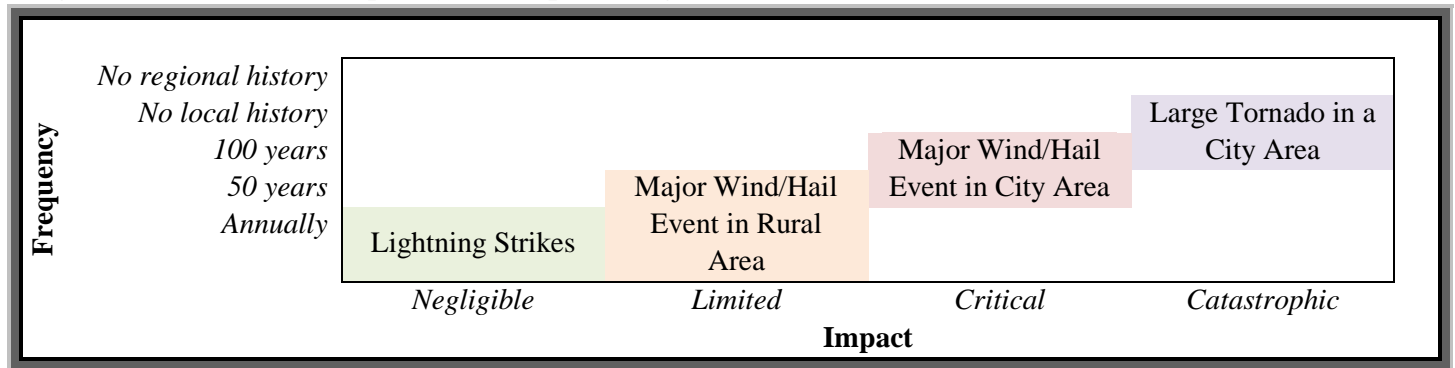 Frequency
No regional history
No local history
100 years
50 years
Annually
Lightning Strikes
Major Wind/Hail
Event in Rural
Area
Major Wind/Hail
Event in City Area
Large Tornado in a
City Area
Negligible
Limited
Critical
Catastrophic
Impact